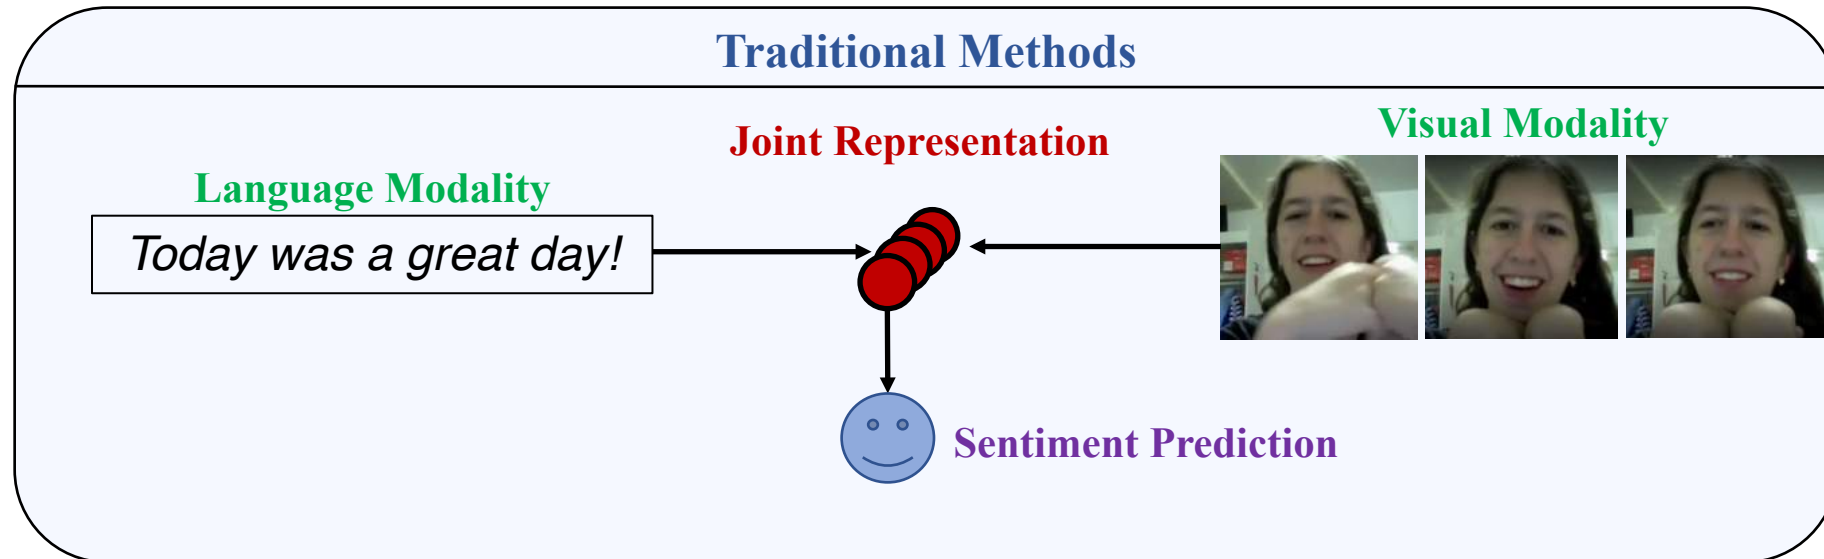 Traditional Methods
Joint Representation
Visual Modality
Language Modality
Today was a great day!
Sentiment Prediction